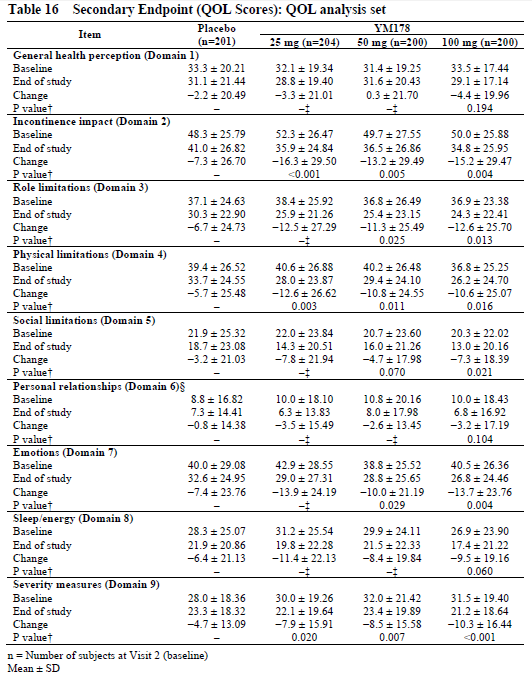 Table 16 Secondary Endpoint (QOL Scores): QOL analysis set
Item Placebo (n=201) YM178
25 mg (n=204) 50 mg (n=200) 100 mg (n=200)
General health perception (Domain 1)
Baseline 33.3 ± 20.21 32.1 ± 19.34 31.4 ± 19.25 33.5 ± 17.44
End of study 31.1 ± 21.44 28.8 ± 19.40 31.6 ± 20.43 29.1 ± 17.14
Change −2.2 ± 20.49 −3.3 ± 21.01 0.3 ± 21.70 −4.4 ± 19.96
P value† – –‡ –‡ 0.194
Incontinence impact (Domain 2)
Baseline 48.3 ± 25.79 52.3 ± 26.47 49.7 ± 27.55 50.0 ± 25.88
End of study 41.0 ± 26.82 35.9 ± 24.84 36.5 ± 26.86 34.8 ± 25.95
Change −7.3 ± 26.70 −16.3 ± 29.50 −13.2 ± 29.49 −15.2 ± 29.47
P value† – <0.001 0.005 0.004
Role limitations (Domain 3)
Baseline 37.1 ± 24.63 38.4 ± 25.92 36.8 ± 26.49 36.9 ± 23.38
End of study 30.3 ± 22.90 25.9 ± 21.26 25.4 ± 23.15 24.3 ± 22.41
Change −6.7 ± 24.73 −12.5 ± 27.29 −11.3 ± 25.49 −12.6 ± 25.70
P value† – –‡ 0.025 0.013
Physical limitations (Domain 4)
Baseline 39.4 ± 26.52 40.6 ± 26.88 40.2 ± 26.48 36.8 ± 25.25
End of study 33.7 ± 24.55 28.0 ± 23.87 29.4 ± 24.10 26.2 ± 24.70
Change −5.7 ± 25.48 −12.6 ± 26.62 −10.8 ± 24.55 −10.6 ± 25.07
P value† – 0.003 0.011 0.016
Social limitations (Domain 5)
Baseline 21.9 ± 25.32 22.0 ± 23.84 20.7 ± 23.60 20.3 ± 22.02
End of study 18.7 ± 23.08 14.3 ± 20.51 16.0 ± 21.26 13.0 ± 20.16
Change −3.2 ± 21.03 −7.8 ± 21.94 −4.7 ± 17.98 −7.3 ± 18.39
P value† – –‡ 0.070 0.021
Personal relationships (Domain 6)§
Baseline 8.8 ± 16.82 10.0 ± 18.10 10.8 ± 20.16 10.0 ± 18.43
End of study 7.3 ± 14.41 6.3 ± 13.83 8.0 ± 17.98 6.8 ± 16.92
Change −0.8 ± 14.38 −3.5 ± 15.49 −2.6 ± 13.45 −3.2 ± 17.19
P value† – –‡ –‡ 0.104
Emotions (Domain 7)
Baseline 40.0 ± 29.08 42.9 ± 28.55 38.8 ± 25.52 40.5 ± 26.36
End of study 32.6 ± 24.95 29.0 ± 27.31 28.8 ± 25.65 26.8 ± 24.46
Change −7.4 ± 23.76 −13.9 ± 24.19 −10.0 ± 21.19 −13.7 ± 23.76
P value† – –‡ 0.029 0.004
Sleep/energy (Domain 8)
Baseline 28.3 ± 25.07 31.2 ± 25.54 29.9 ± 24.11 26.9 ± 23.90
End of study 21.9 ± 20.86 19.8 ± 22.28 21.5 ± 22.33 17.4 ± 21.22
Change −6.4 ± 21.13 −11.4 ± 22.13 −8.4 ± 19.84 −9.5 ± 19.16
P value† – –‡ –‡ 0.060
Severity measures (Domain 9)
Baseline 28.0 ± 18.36 30.0 ± 19.26 32.0 ± 21.42 31.5 ± 19.40
End of study 23.3 ± 18.32 22.1 ± 19.64 23.4 ± 19.89 21.2 ± 18.64
Change −4.7 ± 13.09 −7.9 ± 15.91 −8.5 ± 15.58 −10.3 ± 16.44
P value† – 0.020 0.007 <0.001
n = Number of subjects at Visit 2 (baseline)
Mean ± SD